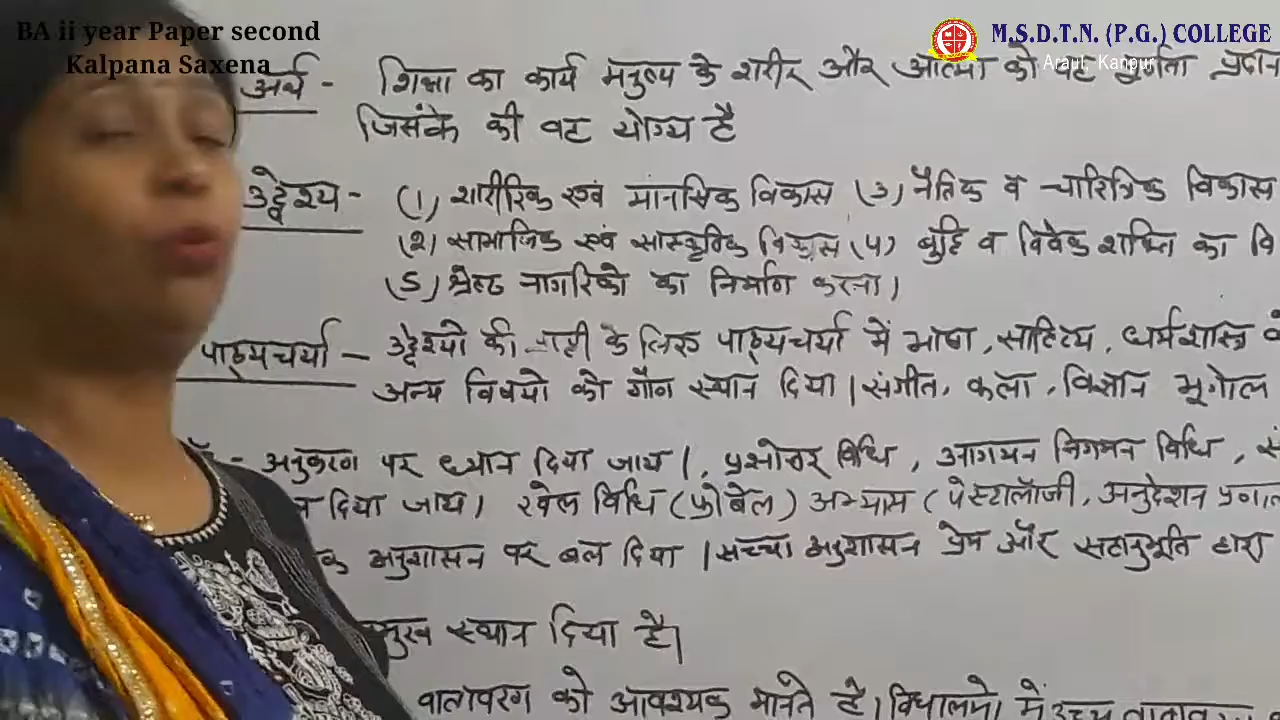 BA ii year Paper second
Kalpana Saxena
M.S.D.T.N. (P.G.) COLLEGE
Araul, Kanpur
अर्थ - शिक्षा का कार्य मनुष्य के शरीर और आत्मा को वह पूर्णता प्रदान
जिसके की वह योग्य है
उद्देश्य - (1) शारीरिक एवं मानसिक विकास (3) नैतिक व चारित्रिक विकास
(2) सामाजिक एवं सांस्कृतिक विकास (4) बुद्धि व विवेक शक्ति का वि
(5) श्रेष्ठ नागरिको का निर्माण करना।
पाठ्यचर्या - उद्देश्यो की के लिए पाठ्यचर्या में भाषा, साहित्य, धर्मशास्त्र
अन्य विषयो को गौन स्थान दिया। संगीत, कला, विज्ञान भूगोल
- अनुकरण पर ध्यान दिया जाय।, प्रश्नोत्तर विधि, आगमन निगमन विधि,
दिया जाय। खेल विधि (फ्रोबेल) अभ्यास (पेस्टालॉजी, अनुदेशन
अनुशासन पर बल दिया। सच्चा अनुशासन प्रेम और सहानुभूति द्वारा
स्थान दिया है।
वातावरण को आवश्यक मानते है। विद्यालयो में उच्च